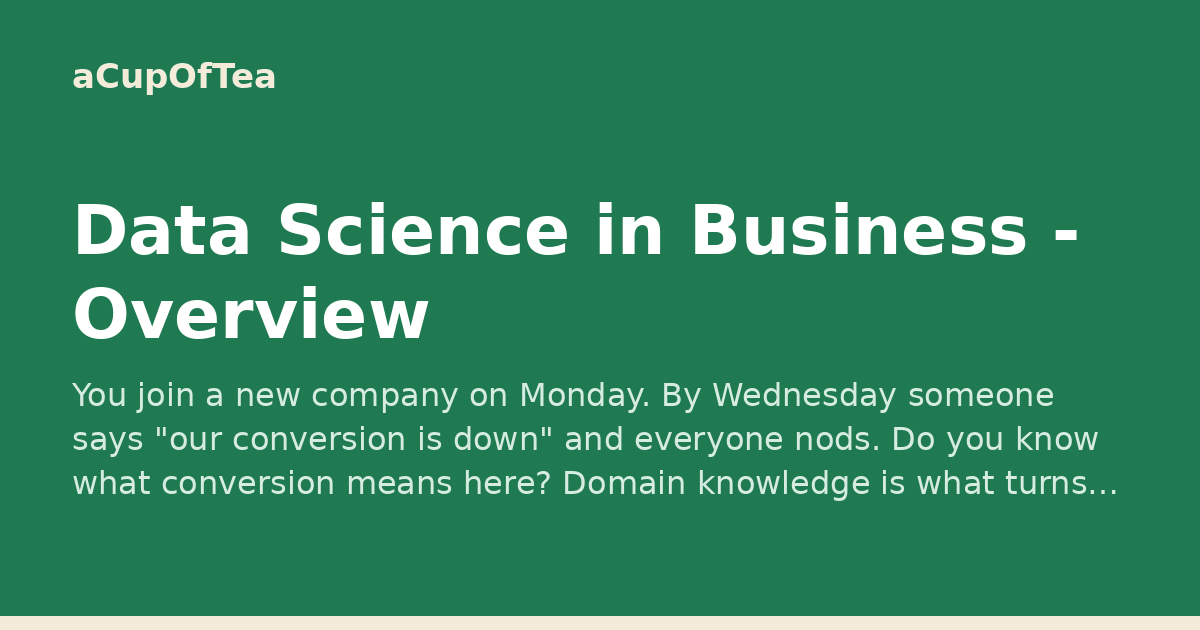 aCupOfTea
Data Science in Business -
Overview
You join a new company on Monday. By Wednesday someone
says "our conversion is down" and everyone nods. Do you know
what conversion means here? Domain knowledge is what turns...